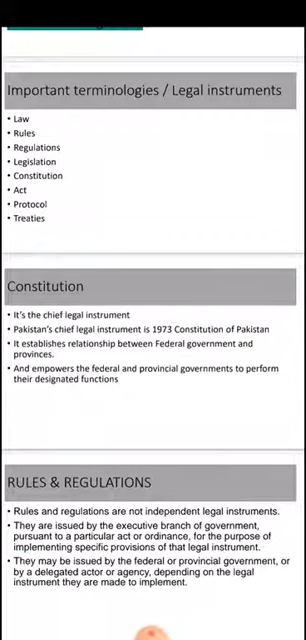 Important terminologies / Legal instruments
• Law
• Rules
• Regulations
• Legislation
• Constitution
• Act
• Protocol
• Treaties
Constitution
• It's the chief legal instrument
• Pakistan's chief legal instrument is 1973 Constitution of Pakistan
• It establishes relationship between Federal government and
provinces.
• And empowers the federal and provincial governments to perform
their designated functions
RULES & REGULATIONS
• Rules and regulations are not independent legal instruments.
• They are issued by the executive branch of government,
pursuant to a particular act or ordinance, for the purpose of
implementing specific provisions of that legal instrument.
• They may be issued by the federal or provincial government, or
by a delegated actor or agency, depending on the legal
instrument they are made to implement.